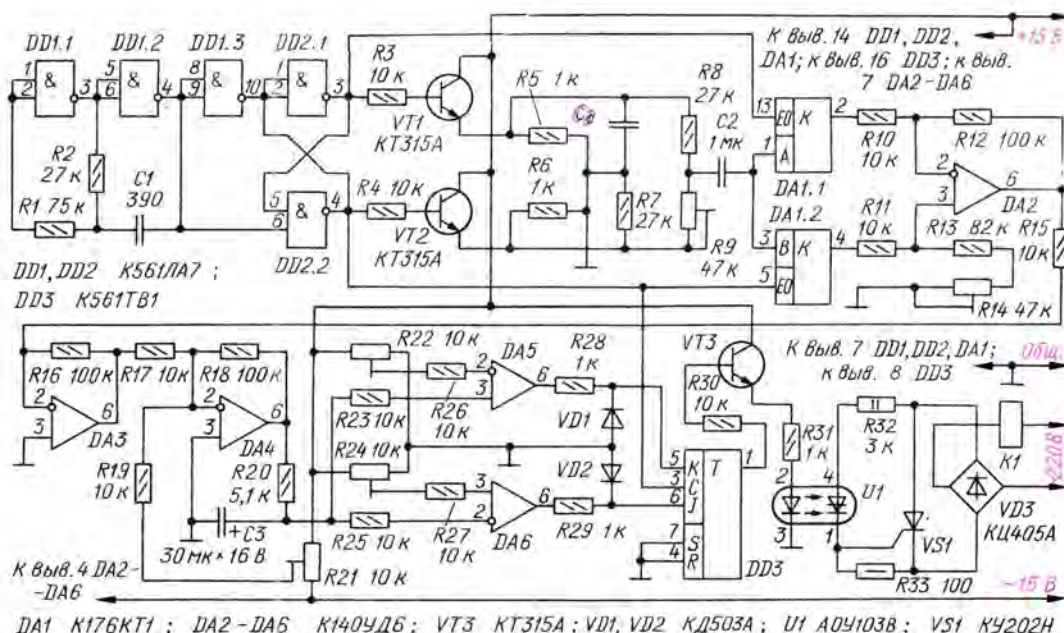 DD1.1 DD1.2 DD1.3 DD2.1
1 2 & 3 5 6 & 4 8 9 & 10 1 2 & 3
R3
10 к
VT1
КТ315А
R2
27 к
C1
390
R1 75 к
5 6 & 4
DD2.2
R4 10 к
VT2
КТ315А
DD1, DD2 К561ЛА7;
DD3 К561ТВ1
R5 1 к
R6
1 к
R7
27 к
R8
27 к
C2
1 мк
R9
47 к
+15 В
К выв. 14 DD1, DD2,
DA1; к выв. 16 DD3; к выв.
7 DA2–DA6
13 EO K 2
1 A
DA1.1
DA1.2
3 B K 4
5 EO
R10
10 к
R11
10 к
R12 100 к
2 3 6
DA2
R13 82 к
R14 47 к
R15
10 к
R16
100 к
R17 10 к
R18 100 к
2 3 6
DA3
2 3 6
DA4
R19
10 к
R20
5,1 к
+C3
30 мк × 16 В
К выв. 4 DA2–
–DA6
R21 10 к
R22 10 к
R23 10 к
R24 10 к
R25 10 к
R26
10 к
R27
10 к
2 3 6
DA5
3 2 6
DA6
R28
1 к
R29 1 к
VD1
VD2
5 K T 1
3 C
6 J
7 S
4 R
DD3
VT3
R30
10 к
R31
1 к
2 4
3 1
U1
К выв. 7 DD1, DD2, DA1;
к выв. 8 DD3
Общ.
R32
3 к
K1
~220В
VD3
КЦ405А
VS1
R33 100
–15 В
DA1 К176КТ1; DA2–DA6 К140УД6; VT3 КТ315А; VD1, VD2 КД503А; U1 АОУ103В; VS1 КУ202Н